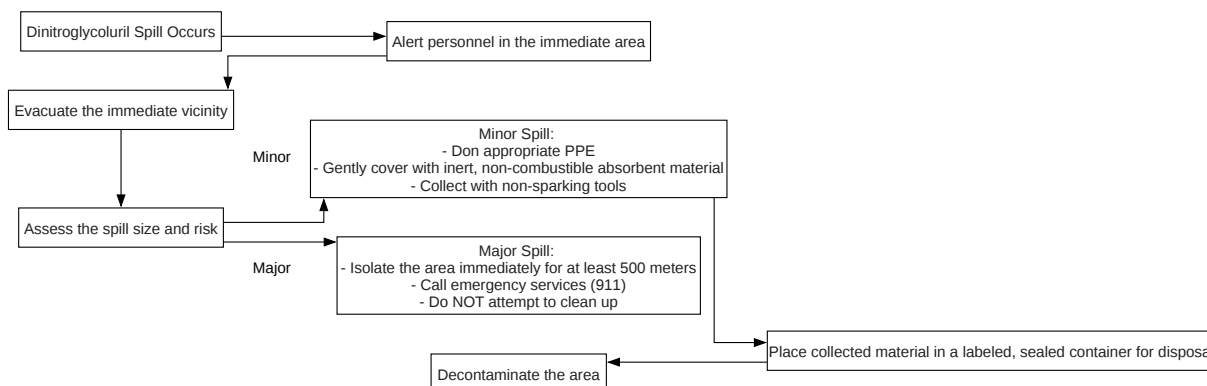 Dinitroglycoluril Spill Occurs
Alert personnel in the immediate area
Evacuate the immediate vicinity
Minor
Minor Spill:
- Don appropriate PPE
- Gently cover with inert, non-combustible absorbent material
- Collect with non-sparking tools
Assess the spill size and risk
Major
Major Spill:
- Isolate the area immediately for at least 500 meters
- Call emergency services (911)
- Do NOT attempt to clean up
Place collected material in a labeled, sealed container for disposa
Decontaminate the area